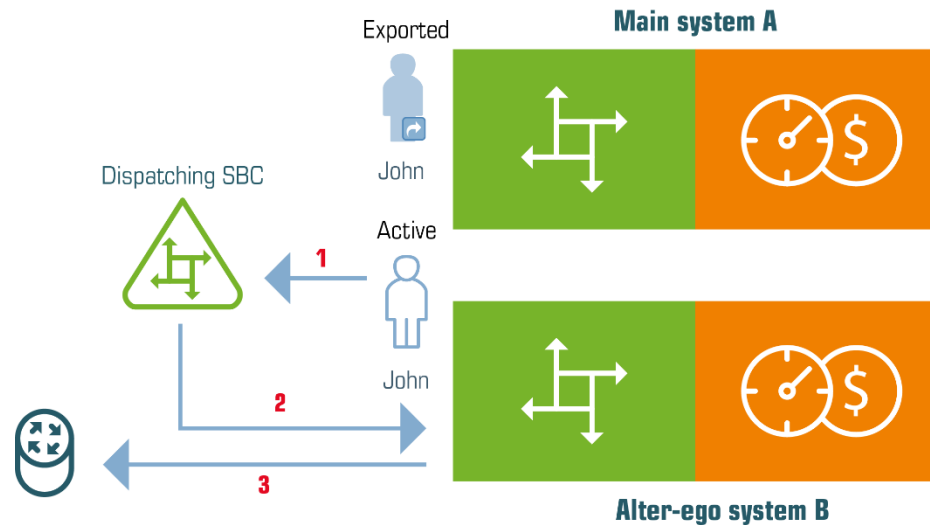 Main system A
Exported
John
Dispatching SBC
Active
1
John
2
3
Alter-ego system B
$
$